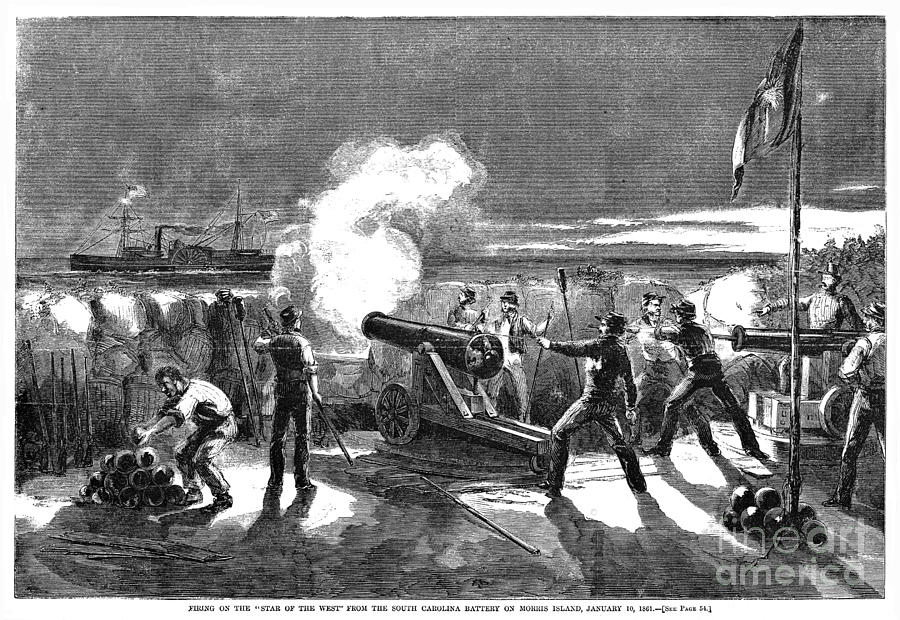 fine art
america
FIRING ON THE "STAR OF THE WEST" FROM THE SOUTH CAROLINA BATTERY ON MORRIS ISLAND, JANUARY 10, 1861.—[SEE PAGE 54.]